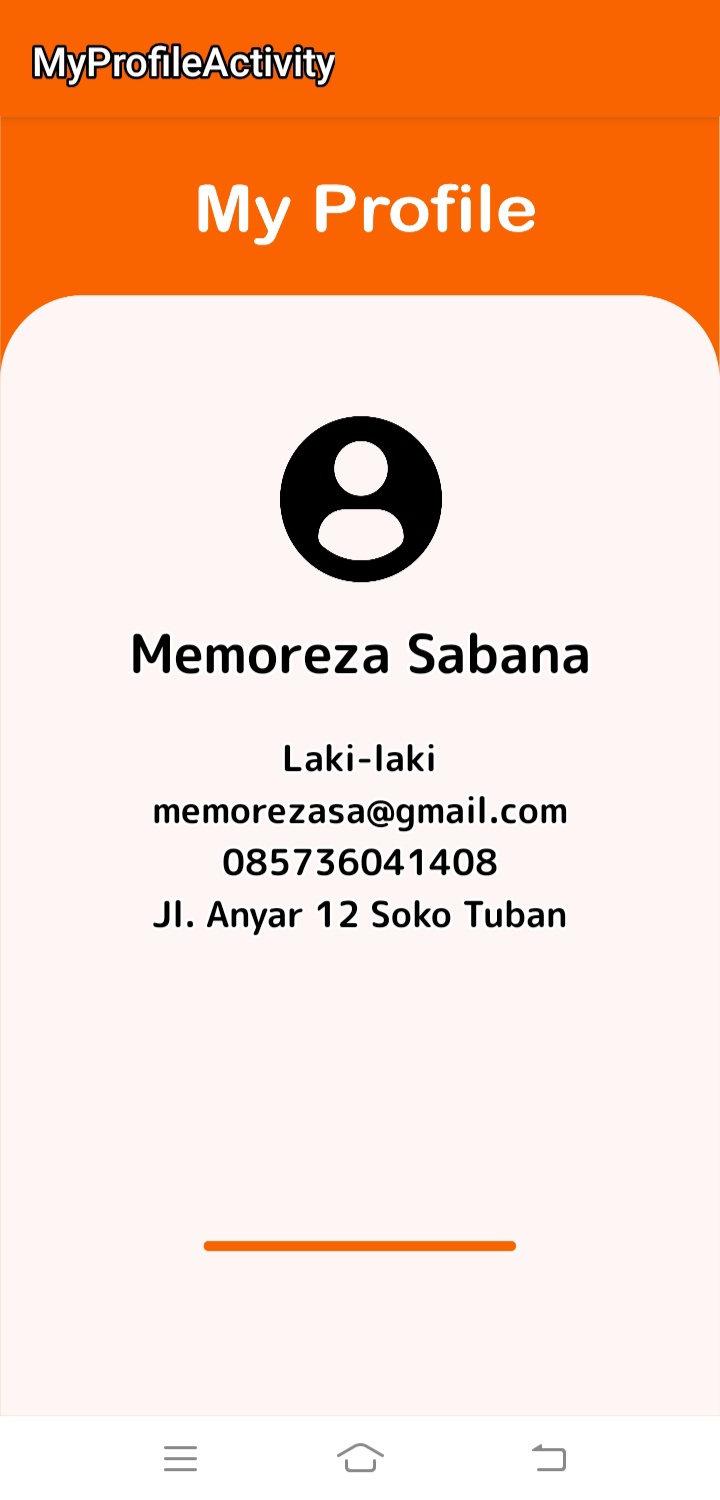 MyProfileActivity
My Profile
Memoreza Sabana
Laki-laki
memorezasa@gmail.com
085736041408
Jl. Anyar 12 Soko Tuban